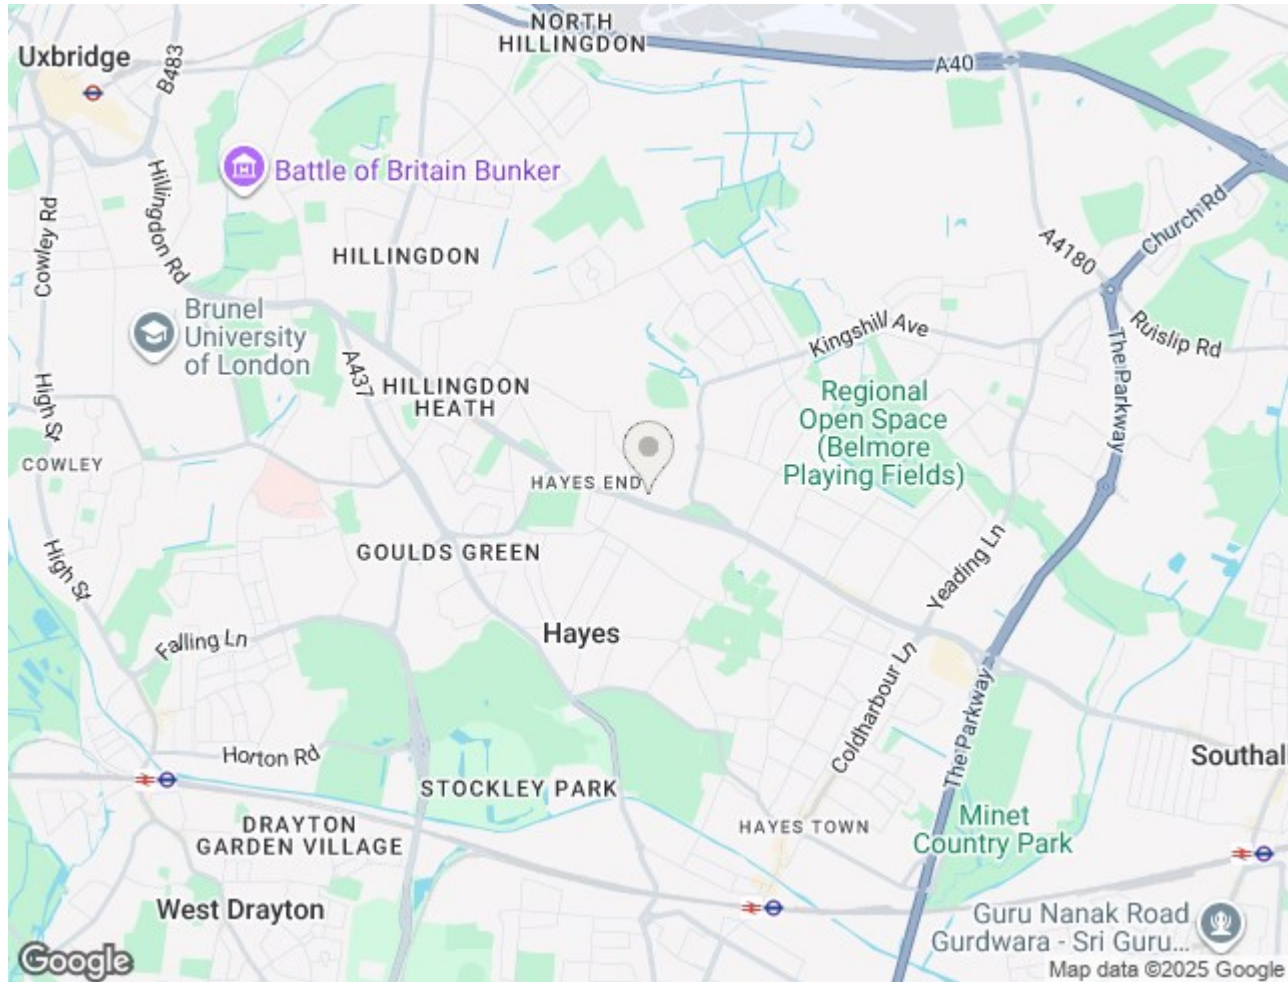 NORTH
HILLINGDON
Uxbridge
B483
A40
Battle of Britain Bunker
Hillingdon Rd
Cowley Rd
Church Rd
A4180
HILLINGDON
Brunel
University
of London
Kingshill Ave
Ruislip Rd
The Parkway
A437
HILLINGDON
HEATH
High St
Regional
Open Space
(Belmore
Playing Fields)
COWLEY
HAYES END
GOULDS GREEN
High St
Yeading Ln
Falling Ln
Hayes
Coldharbour Ln
The Parkway
Horton Rd
Southal
STOCKLEY PARK
DRAYTON
GARDEN VILLAGE
HAYES TOWN
Minet
Country Park
West Drayton
Guru Nanak Road
Gurdwara - Sri Guru...
Google
Map data ©2025 Google